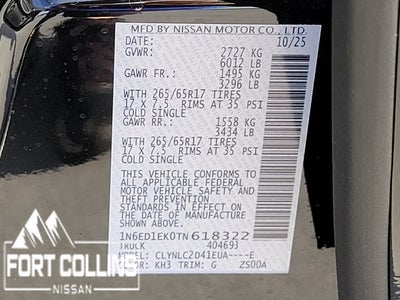 MFD BY NISSAN MOTOR CO., LTD.
DATE: 10/25
GVWR: 2727 KG
6012 LB
GAWR FR.: 1495 KG
3296 LB
WITH 265/65R17 TIRES
17 X 7.5 RIMS AT 35 PSI
COLD SINGLE
GAWR RR.: 1558 KG
3434 LB
WITH 265/65R17 TIRES
17 X 7.5 RIMS AT 35 PSI
COLD SINGLE
THIS VEHICLE CONFORMS TO
ALL APPLICABLE FEDERAL
MOTOR VEHICLE SAFETY AND
THEFT PREVENTION
STANDARDS IN EFFECT ON
THE DATE OF MANUFACTURE
SHOWN ABOVE.
1N6ED1EK0TN618322
TRUCK 404693
MODEL: CLYNLC2D41EUA----E
COLOR: KH3 TRIM: G ZS00A
FORT COLLINS
NISSAN